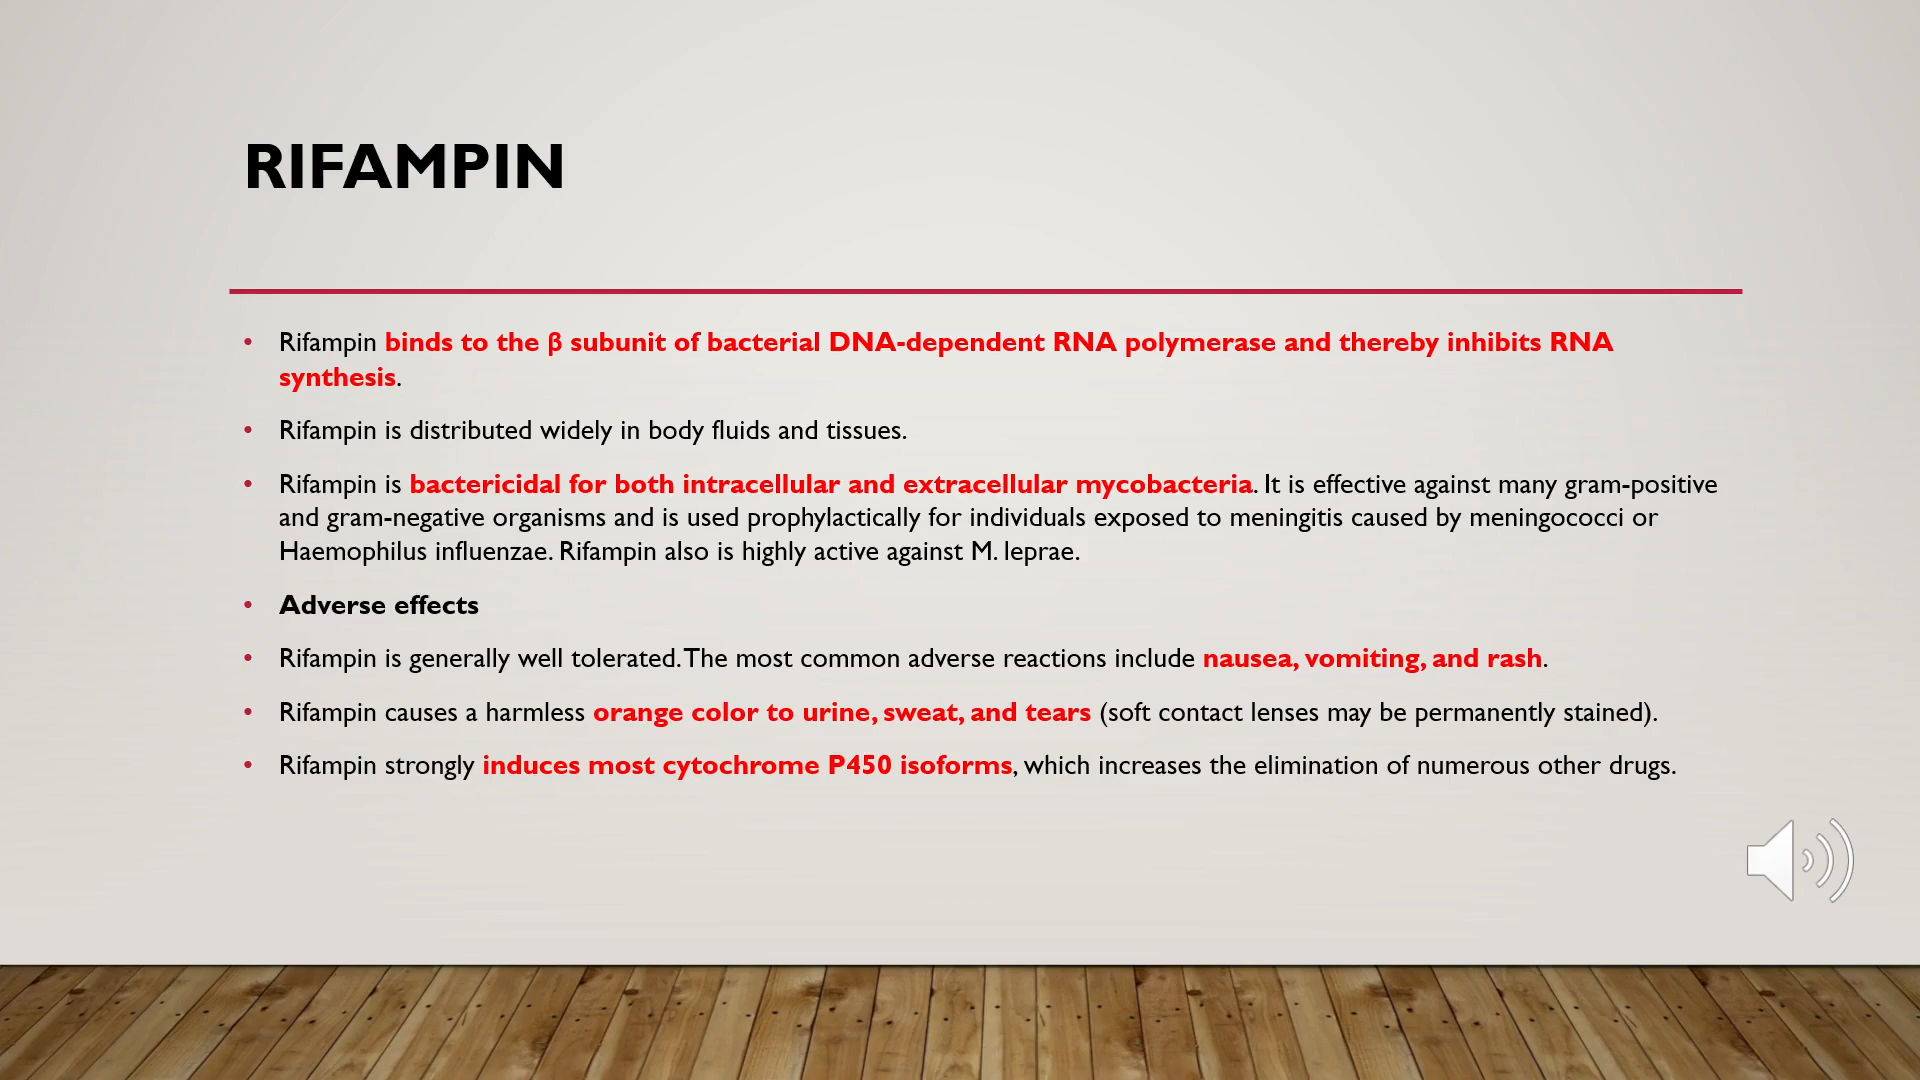 RIFAMPIN
• Rifampin binds to the β subunit of bacterial DNA-dependent RNA polymerase and thereby inhibits RNA
synthesis.
• Rifampin is distributed widely in body fluids and tissues.
• Rifampin is bactericidal for both intracellular and extracellular mycobacteria. It is effective against many gram-positive
and gram-negative organisms and is used prophylactically for individuals exposed to meningitis caused by meningococci or
Haemophilus influenzae. Rifampin also is highly active against M. leprae.
• Adverse effects
• Rifampin is generally well tolerated. The most common adverse reactions include nausea, vomiting, and rash.
• Rifampin causes a harmless orange color to urine, sweat, and tears (soft contact lenses may be permanently stained).
• Rifampin strongly induces most cytochrome P450 isoforms, which increases the elimination of numerous other drugs.